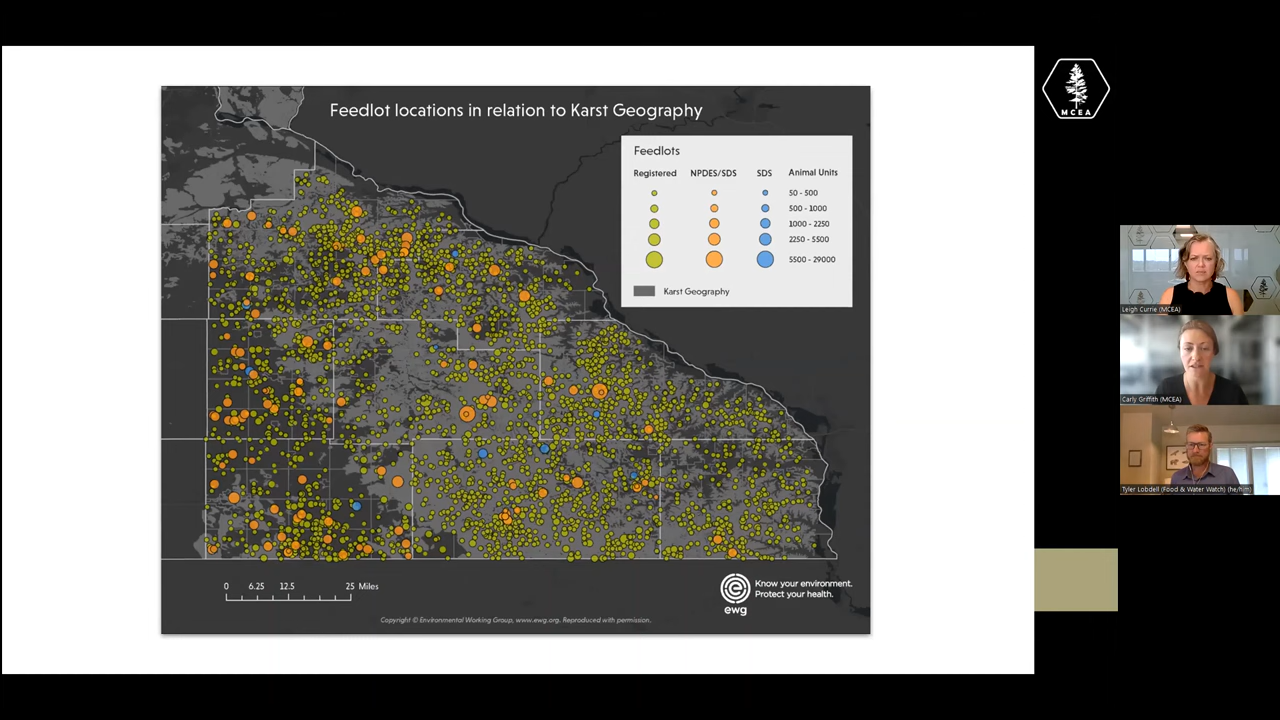 Feedlot locations in relation to Karst Geography
Feedlots
Registered NPDES/SDS SDS Animal Units
50 - 500
500 - 1000
1000 - 2250
2250 - 5500
5500 - 29000
Karst Geography
0 6.25 12.5 25 Miles
ewg
Know your environment.
Protect your health.
Copyright © Environmental Working Group, www.ewg.org. Reproduced with permission.
MCEA
Leigh Currie (MCEA)
Carly Griffith (MCEA)
Tyler Lobdell (Food & Water Watch) (he/him)